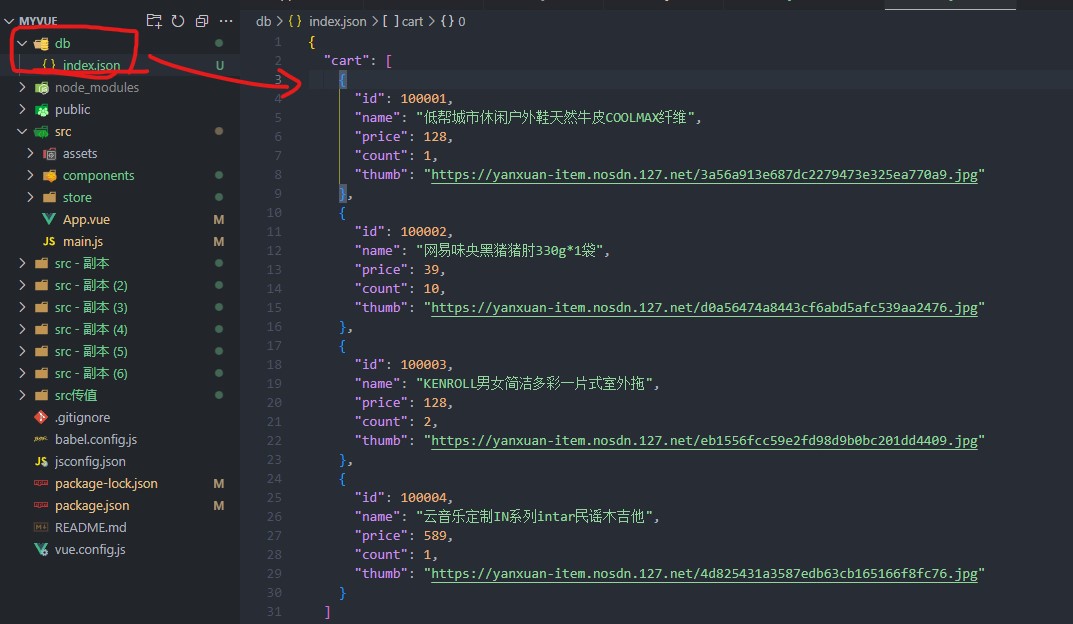 MYVUE
db
{ } index.json
node_modules
public
src
assets
components
store
App.vue M
JS main.js M
src - 副本
src - 副本 (2)
src - 副本 (3)
src - 副本 (4)
src - 副本 (5)
src - 副本 (6)
src传值
.gitignore
babel.config.js
JS jsconfig.json
package-lock.json M
package.json M
README.md
vue.config.js
U
db > { } index.json > [ ] cart > { } 0
1 {
2 "cart": [
3 {
4 "id": 100001,
5 "name": "低帮城市休闲户外鞋天然牛皮COOLMAX纤维",
6 "price": 128,
7 "count": 1,
8 "thumb": "https://yanxuan-item.nosdn.127.net/3a56a913e687dc2279473e325ea770a9.jpg"
9 },
10 {
11 "id": 100002,
12 "name": "网易味央黑猪猪肘330g*1袋",
13 "price": 39,
14 "count": 10,
15 "thumb": "https://yanxuan-item.nosdn.127.net/d0a56474a8443cf6abd5afc539aa2476.jpg"
16 },
17 {
18 "id": 100003,
19 "name": "KENROLL男女简洁多彩一片式室外拖",
20 "price": 128,
21 "count": 2,
22 "thumb": "https://yanxuan-item.nosdn.127.net/eb1556fcc59e2fd98d9b0bc201dd4409.jpg"
23 },
24 {
25 "id": 100004,
26 "name": "云音乐定制IN系列intar民谣木吉他",
27 "price": 589,
28 "count": 1,
29 "thumb": "https://yanxuan-item.nosdn.127.net/4d825431a3587edb63cb165166f8fc76.jpg"
30 }
31 ]